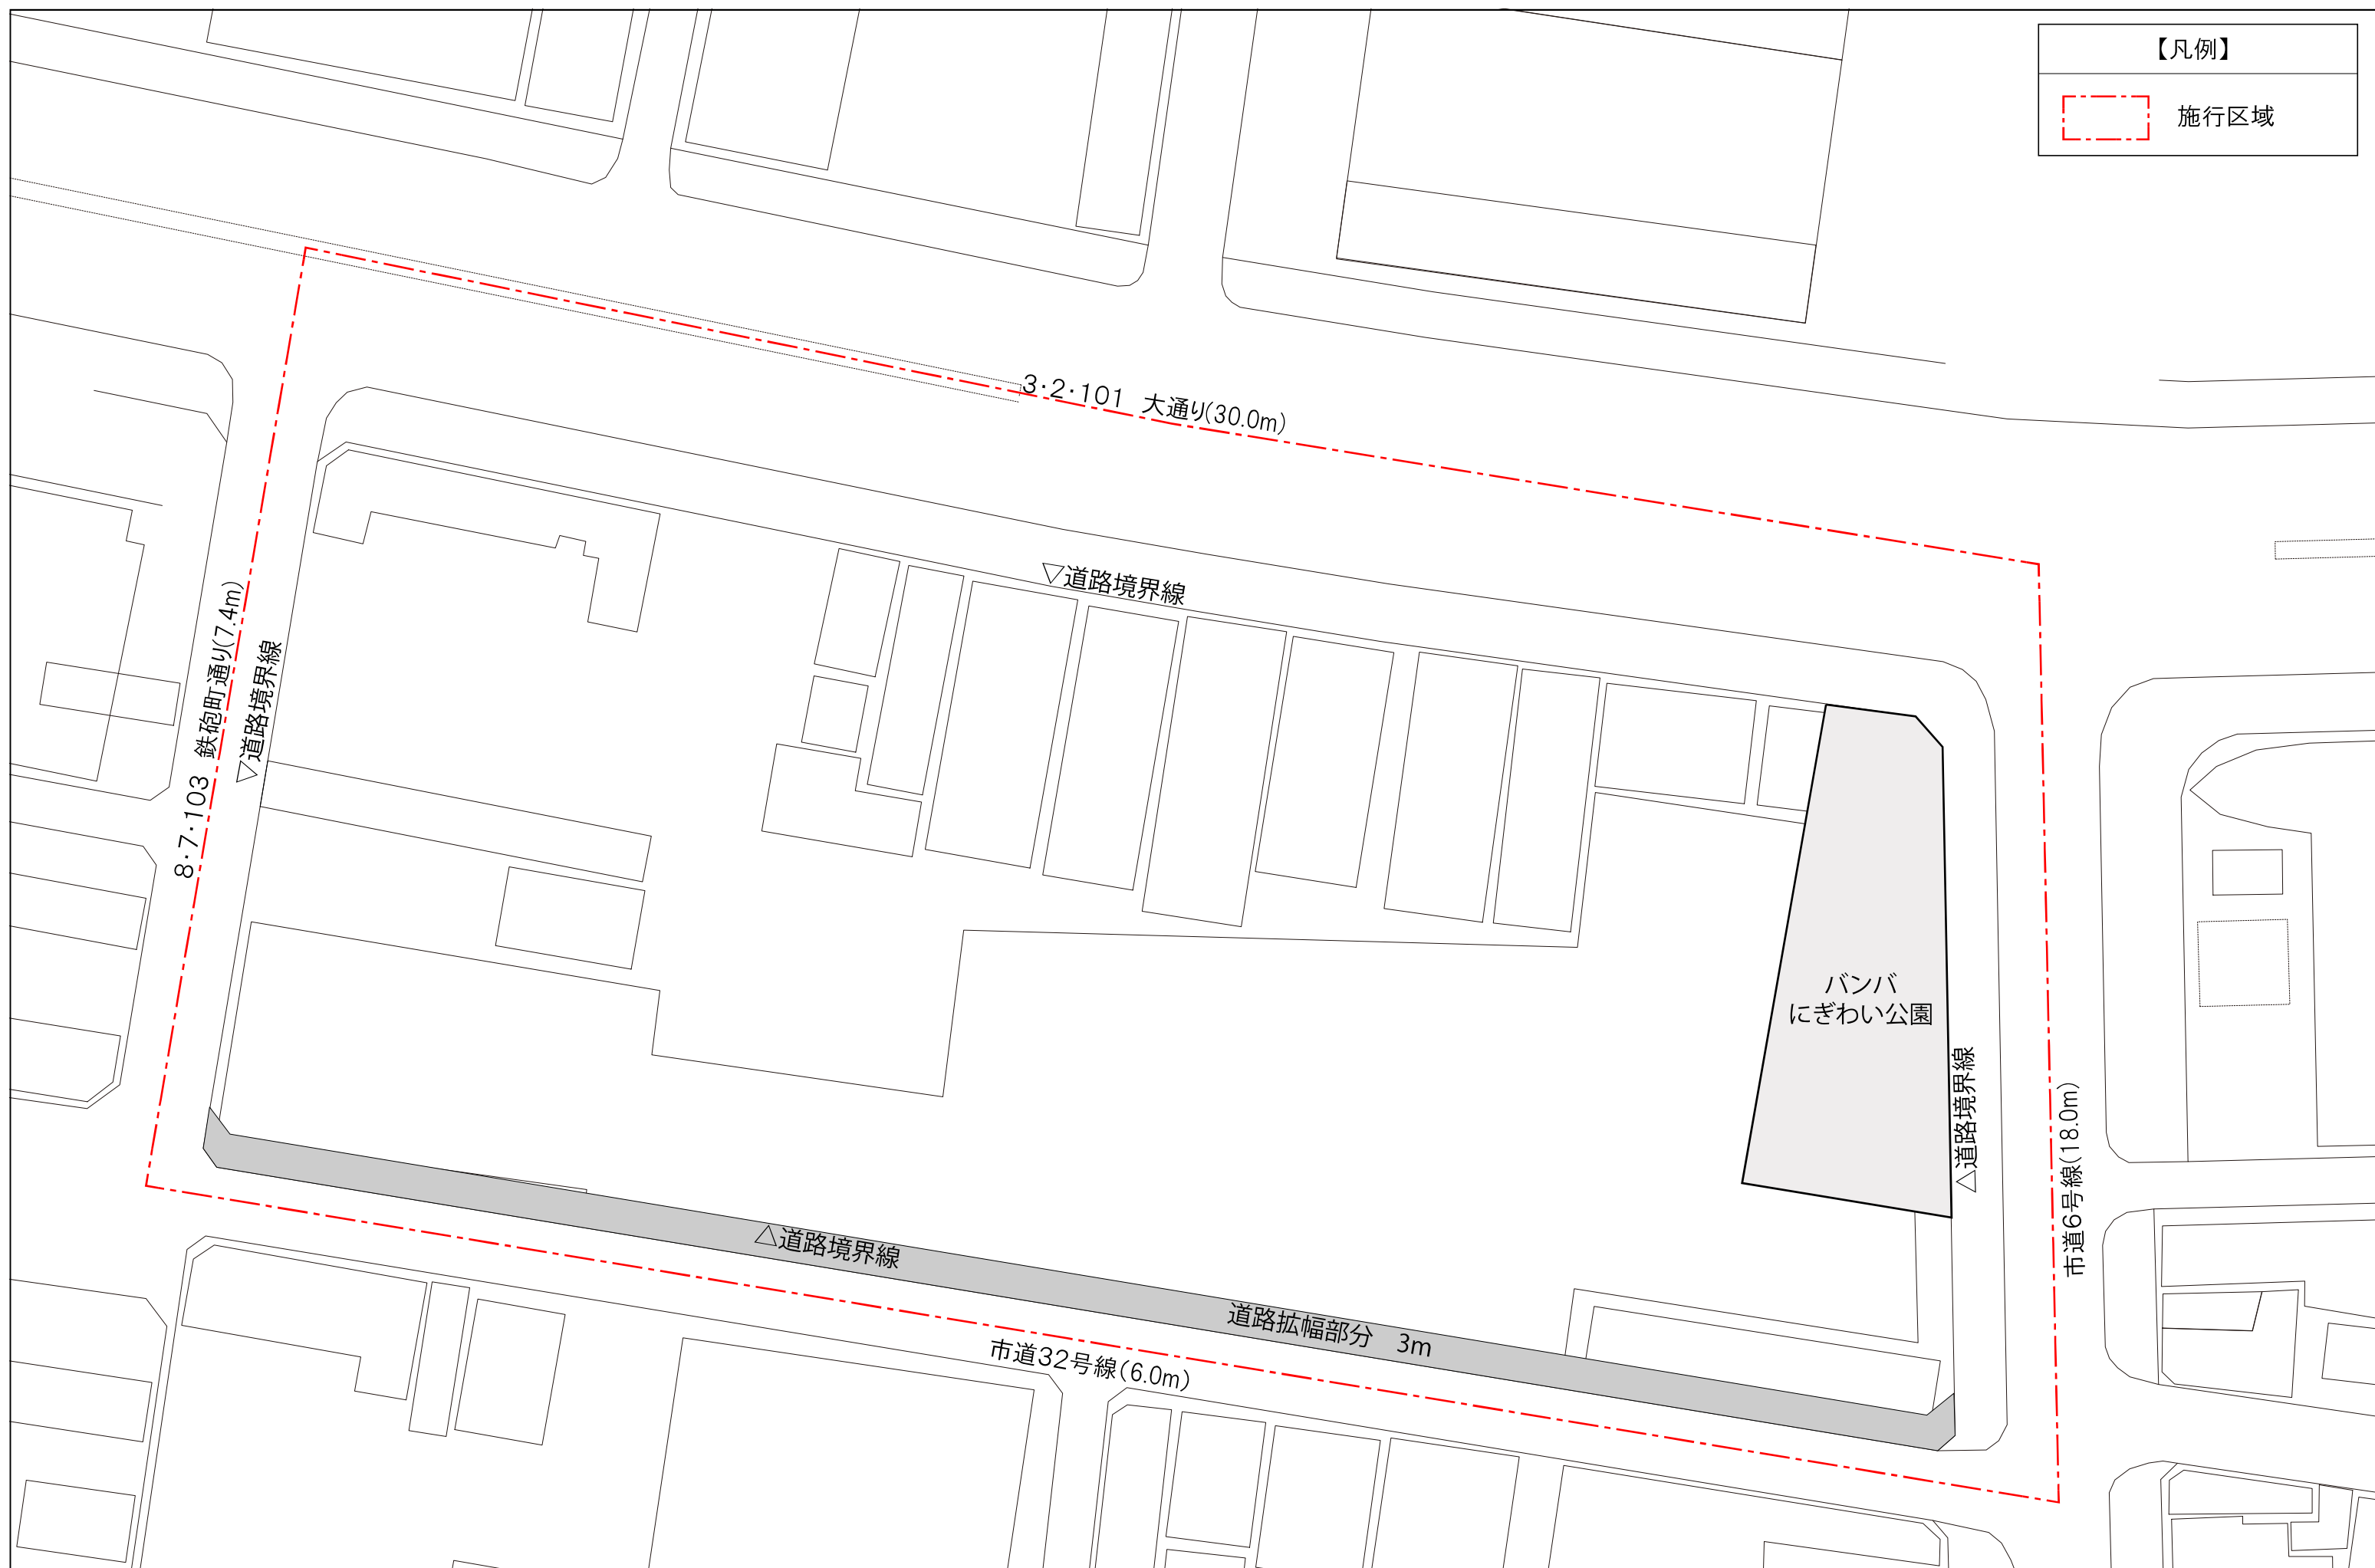 【凡例】
施行区域
3・2・101 大通り(30.0m)
▽道路境界線
8・7・103 鉄砲町通り(7.4m)
▽道路境界線
バンバ
にぎわい公園
△道路境界線
市道6号線(18.0m)
△道路境界線
道路拡幅部分 3m
市道32号線(6.0m)